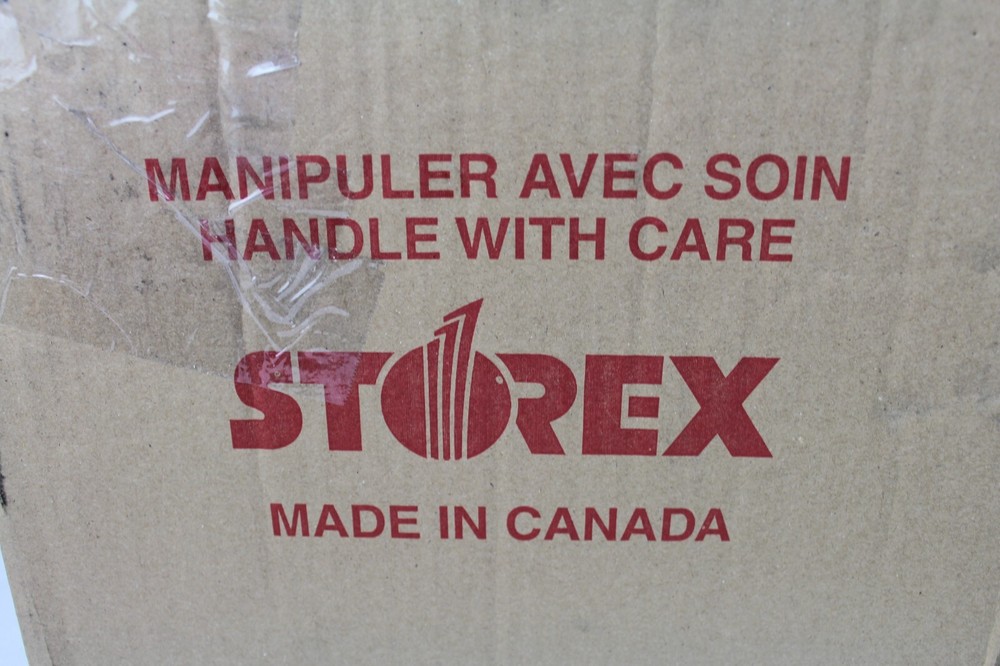 MANIPULER AVEC SOIN
HANDLE WITH CARE
STOREX
MADE IN CANADA